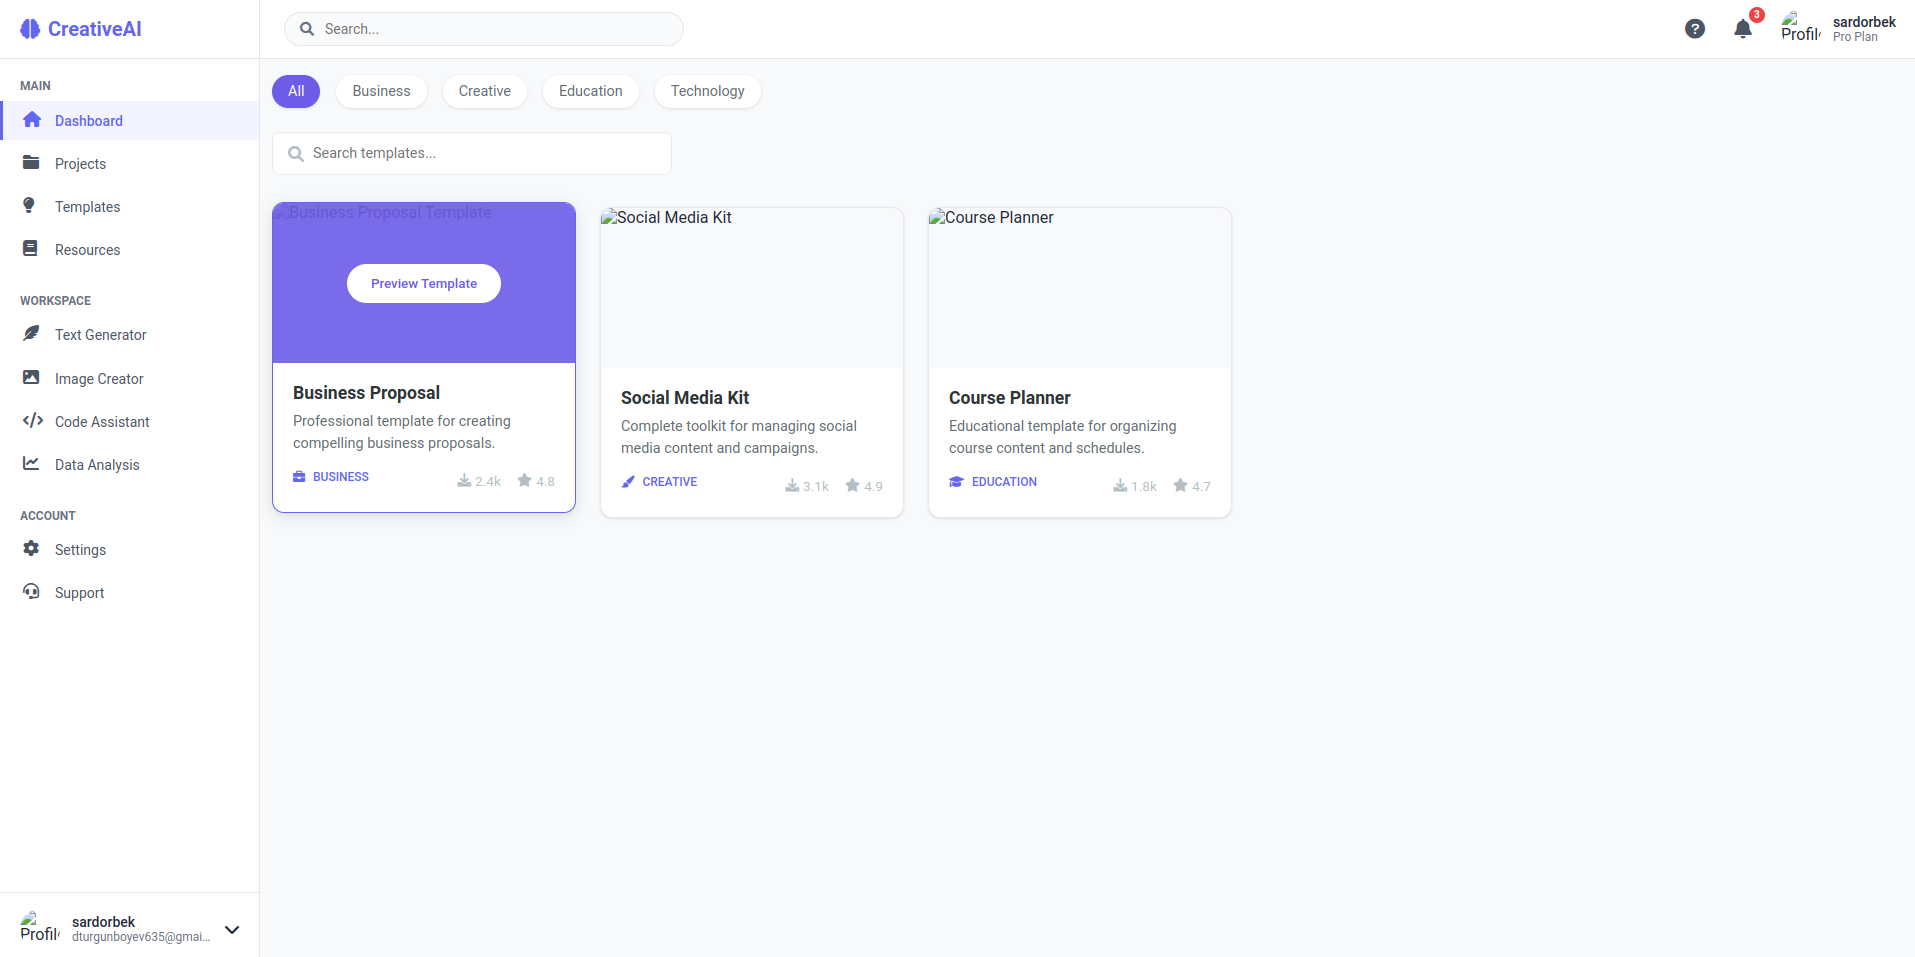 CreativeAI
Search...
3
Profil
sardorbek
Pro Plan
MAIN
Dashboard
Projects
Templates
Resources
WORKSPACE
Text Generator
Image Creator
Code Assistant
Data Analysis
ACCOUNT
Settings
Support
Profil
sardorbek
dturgunboyev635@gmai...
All
Business
Creative
Education
Technology
Search templates...
Business Proposal Template
Preview Template
Business Proposal
Professional template for creating
compelling business proposals.
BUSINESS
2.4k
4.8
Social Media Kit
Social Media Kit
Complete toolkit for managing social
media content and campaigns.
CREATIVE
3.1k
4.9
Course Planner
Course Planner
Educational template for organizing
course content and schedules.
EDUCATION
1.8k
4.7